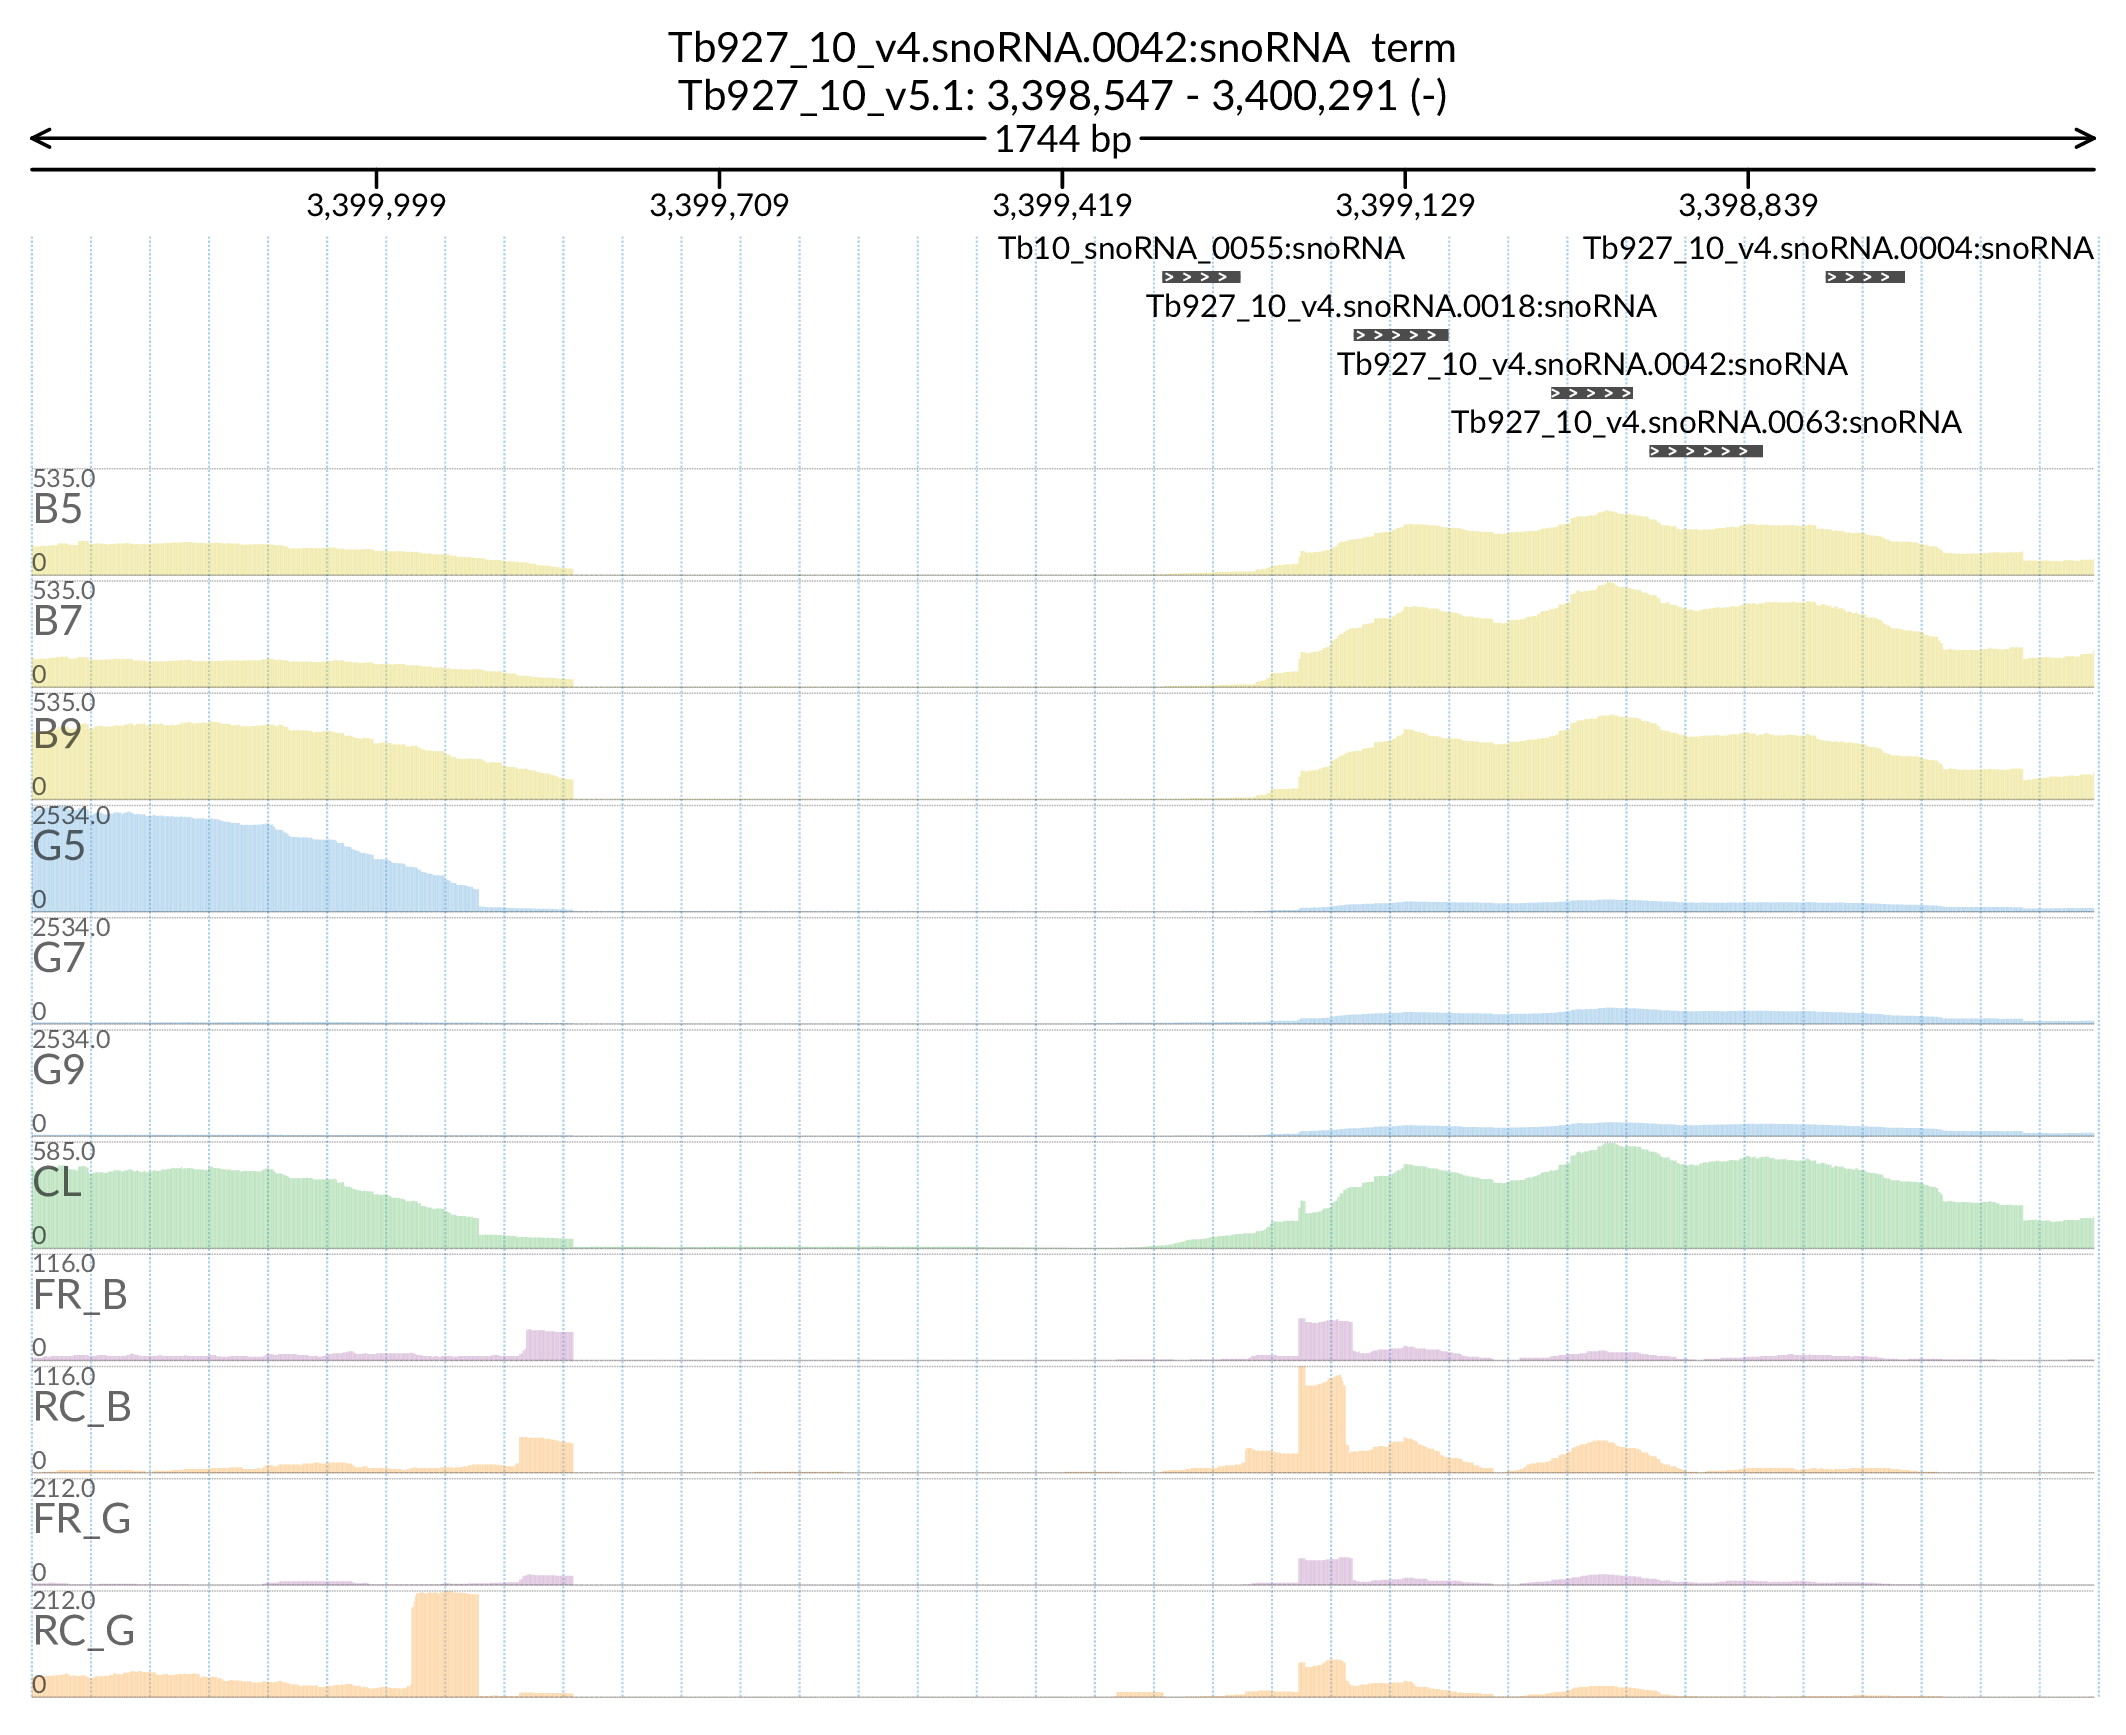 Tb927_10_v4.snoRNA.0042:snoRNA term
Tb927_10_v5.1: 3,398,547 - 3,400,291 (-)
1744 bp
3,399,999 3,399,709 3,399,419 3,399,129 3,398,839
Tb10_snoRNA_0055:snoRNA Tb927_10_v4.snoRNA.0004:snoRNA
Tb927_10_v4.snoRNA.0018:snoRNA
Tb927_10_v4.snoRNA.0042:snoRNA
Tb927_10_v4.snoRNA.0063:snoRNA
535.0
B5
0
535.0
B7
0
535.0
B9
0
2534.0
G5
0
2534.0
G7
0
2534.0
G9
0
585.0
CL
0
116.0
FR_B
0
116.0
RC_B
0
212.0
FR_G
0
212.0
RC_G
0